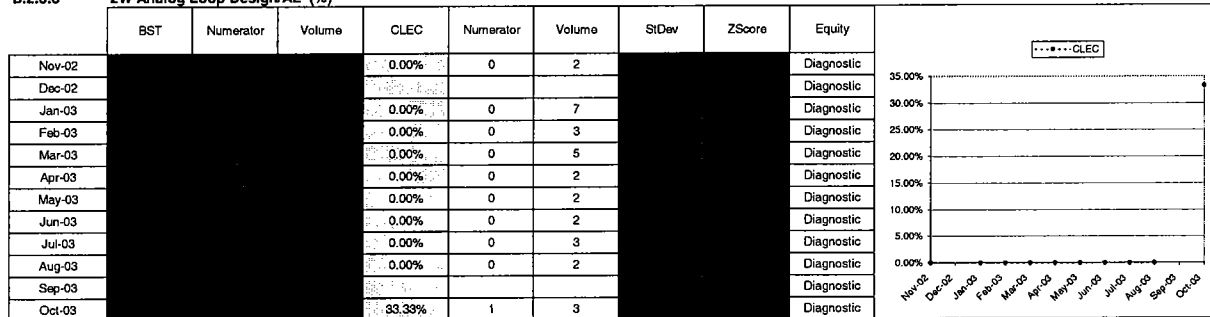 2W Analog Loop Design/AL (%)
BST Numerator Volume CLEC Numerator Volume StDev ZScore Equity
Nov-02 0.00% 0 2 Diagnostic
Dec-02 Diagnostic
Jan-03 0.00% 0 7 Diagnostic
Feb-03 0.00% 0 3 Diagnostic
Mar-03 0.00% 0 5 Diagnostic
Apr-03 0.00% 0 2 Diagnostic
May-03 0.00% 0 2 Diagnostic
Jun-03 0.00% 0 2 Diagnostic
Jul-03 0.00% 0 3 Diagnostic
Aug-03 0.00% 0 2 Diagnostic
Sep-03 Diagnostic
Oct-03 33.33% 1 3 Diagnostic
CLEC
35.00%
30.00%
25.00%
20.00%
15.00%
10.00%
5.00%
0.00%
Nov-02 Dec-02 Jan-03 Feb-03 Mar-03 Apr-03 May-03 Jun-03 Jul-03 Aug-03 Sep-03 Oct-03